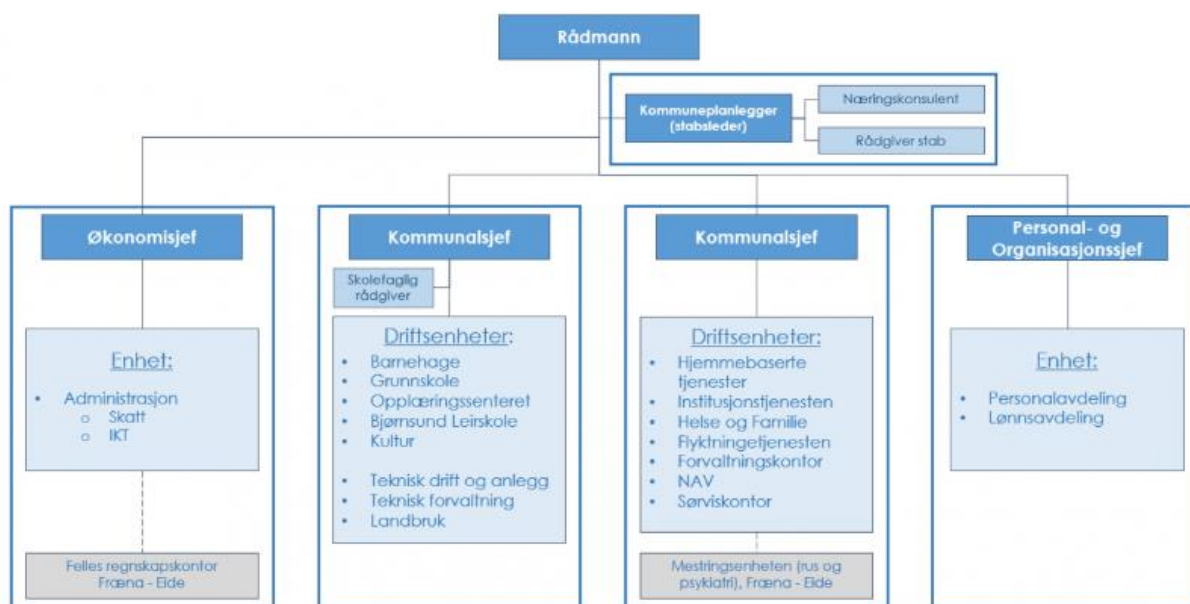 Rådmann
Kommuneplanlegger
(stabsleder)
Næringskonsulent
Rådgiver stab
Økonomisjef
Enhet:
• Administrasjon
o Skatt
o IKT
Felles regnskapskontor
Fræna - Eide
Kommunalsjef
Skolefaglig
rådgiver
Driftsenheter:
• Barnehage
• Grunnskole
• Opplæringssenteret
• Bjørnsund Leirskole
• Kultur
• Teknisk drift og anlegg
• Teknisk forvaltning
• Landbruk
Kommunalsjef
Driftsenheter:
• Hjemmebaserte
tjenester
• Institusjonstjenesten
• Helse og Familie
• Flyktningetjenesten
• Forvaltningskontor
• NAV
• Sørviskontor
Mestringsenheten (rus og
psykiatri), Fræna - Eide
Personal- og
Organisasjonssjef
Enhet:
• Personalavdeling
• Lønnsavdeling